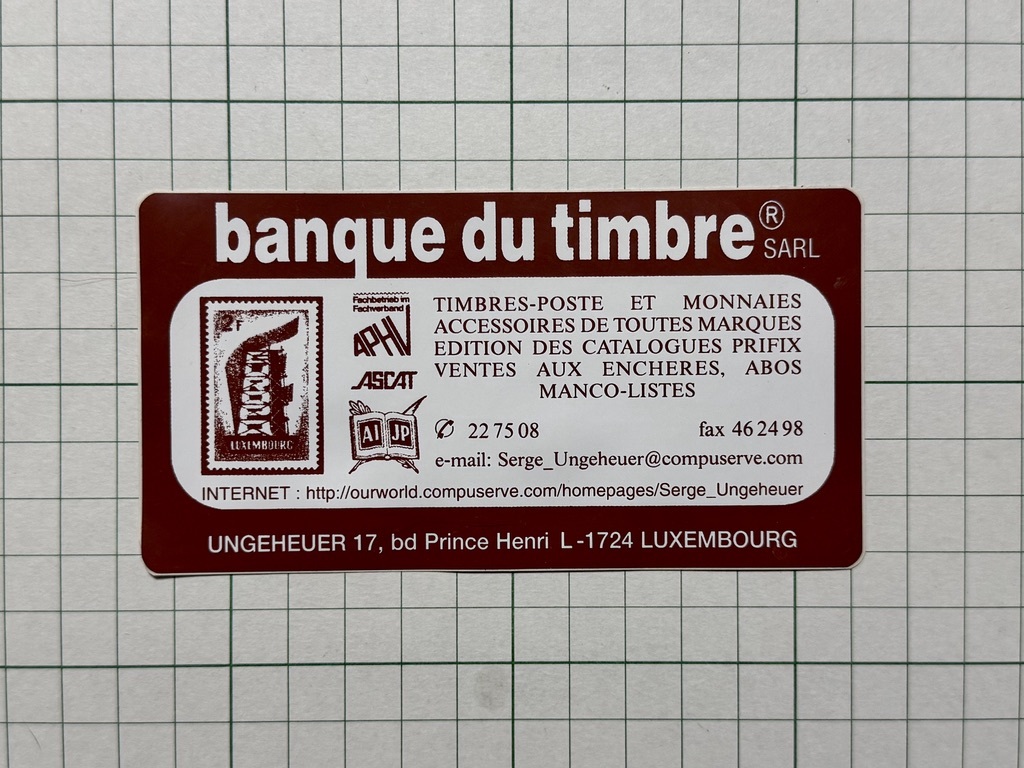 banque du timbre®
SARL
2F
EUROPA
LUXEMBOURG
Fachbetrieb im
Fachverband
APHV
ASCAT
AI JP
TIMBRES-POSTE ET MONNAIES
ACCESSOIRES DE TOUTES MARQUES
EDITION DES CATALOGUES PRIFIX
VENTES AUX ENCHERES, ABOS
MANCO-LISTES
✆ 22 75 08 fax 46 24 98
e-mail: Serge_Ungeheuer@compuserve.com
INTERNET : http://ourworld.compuserve.com/homepages/Serge_Ungeheuer
UNGEHEUER 17, bd Prince Henri L-1724 LUXEMBOURG